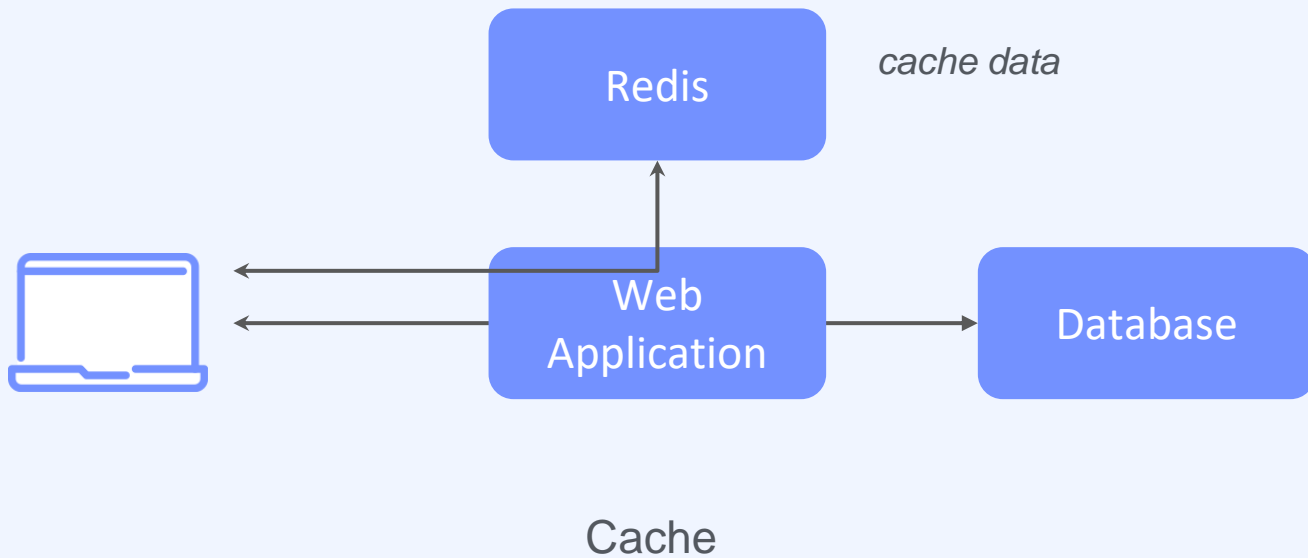 Redis
cache data
Web
Application
Database
Cache